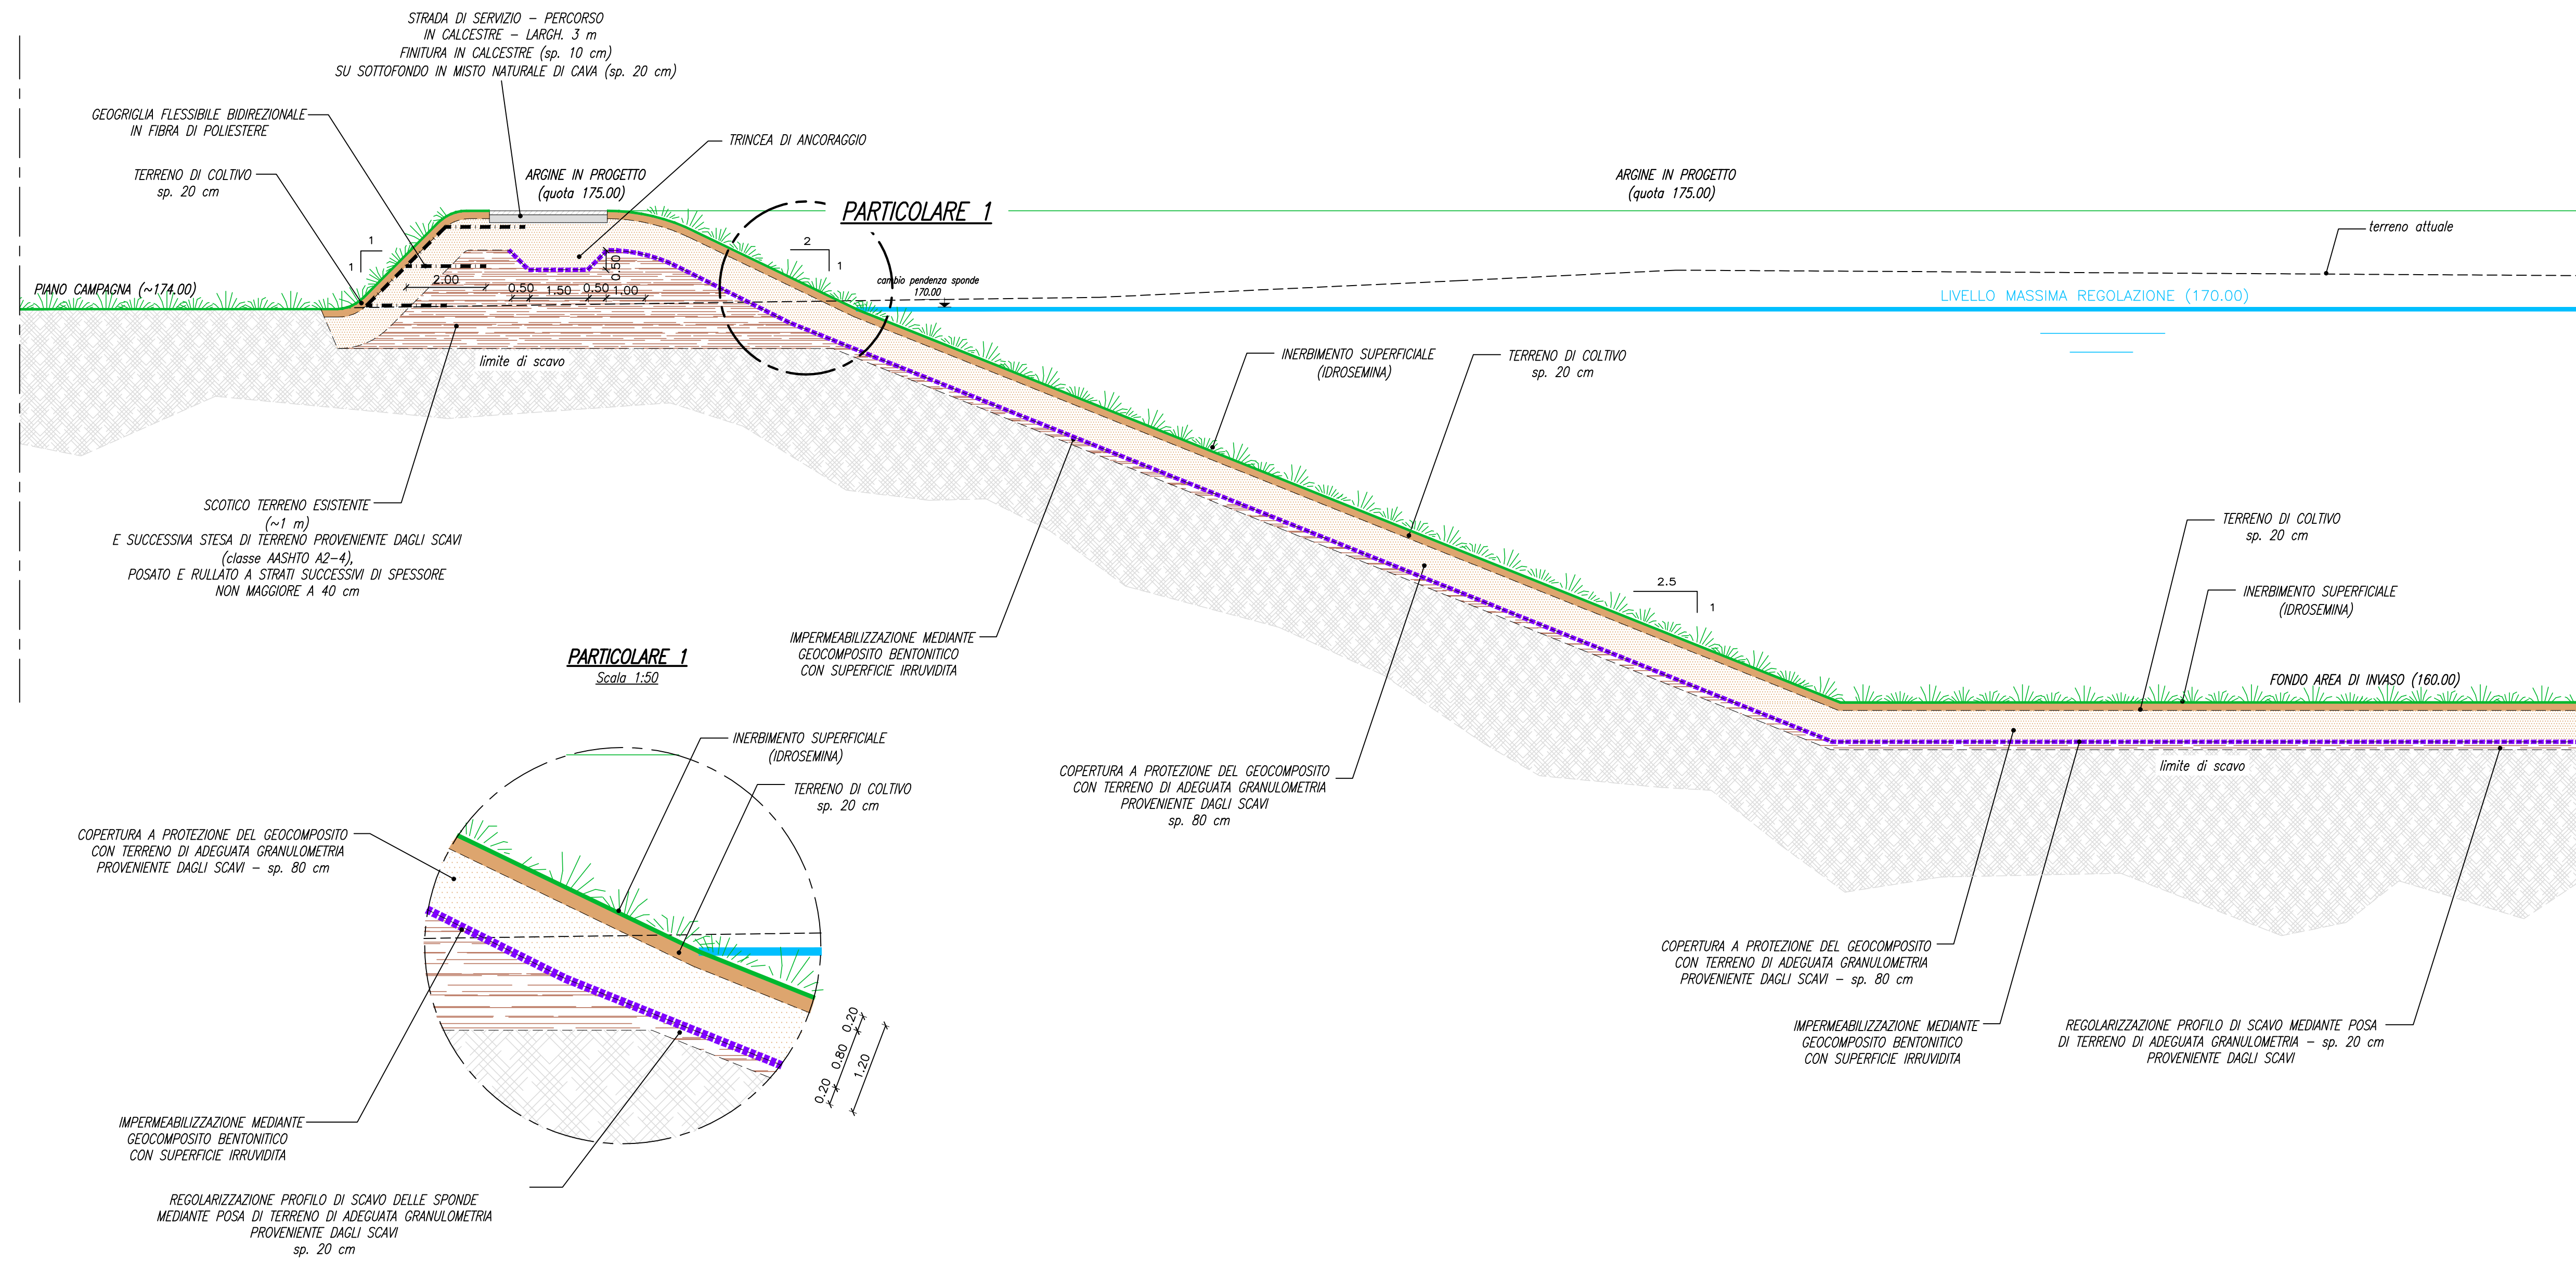 STRADA DI SERVIZIO – PERCORSO
IN CALCESTRE – LARGH. 3 m
FINITURA IN CALCESTRE (sp. 10 cm)
SU SOTTOFONDO IN MISTO NATURALE DI CAVA (sp. 20 cm)
GEOGRIGLIA FLESSIBILE BIDIREZIONALE
IN FIBRA DI POLIESTERE
TRINCEA DI ANCORAGGIO
TERRENO DI COLTIVO
sp. 20 cm
ARGINE IN PROGETTO
(quota 175.00)
ARGINE IN PROGETTO
(quota 175.00)
PARTICOLARE 1
terreno attuale
1
1
2
1
PIANO CAMPAGNA (~174.00)
2.00
0.50
1.50
0.50
1.00
0.50
cambio pendenza sponde
170.00
LIVELLO MASSIMA REGOLAZIONE (170.00)
limite di scavo
INERBIMENTO SUPERFICIALE
(IDROSEMINA)
TERRENO DI COLTIVO
sp. 20 cm
SCOTICO TERRENO ESISTENTE
(~1 m)
E SUCCESSIVA STESA DI TERRENO PROVENIENTE DAGLI SCAVI
(classe AASHTO A2–4),
POSATO E RULLATO A STRATI SUCCESSIVI DI SPESSORE
NON MAGGIORE A 40 cm
TERRENO DI COLTIVO
sp. 20 cm
2.5
1
INERBIMENTO SUPERFICIALE
(IDROSEMINA)
IMPERMEABILIZZAZIONE MEDIANTE
GEOCOMPOSITO BENTONITICO
CON SUPERFICIE IRRUVIDITA
FONDO AREA DI INVASO (160.00)
limite di scavo
COPERTURA A PROTEZIONE DEL GEOCOMPOSITO
CON TERRENO DI ADEGUATA GRANULOMETRIA
PROVENIENTE DAGLI SCAVI
sp. 80 cm
PARTICOLARE 1
Scala 1:50
INERBIMENTO SUPERFICIALE
(IDROSEMINA)
TERRENO DI COLTIVO
sp. 20 cm
COPERTURA A PROTEZIONE DEL GEOCOMPOSITO
CON TERRENO DI ADEGUATA GRANULOMETRIA
PROVENIENTE DAGLI SCAVI – sp. 80 cm
0.20
0.80
0.20
1.20
IMPERMEABILIZZAZIONE MEDIANTE
GEOCOMPOSITO BENTONITICO
CON SUPERFICIE IRRUVIDITA
REGOLARIZZAZIONE PROFILO DI SCAVO DELLE SPONDE
MEDIANTE POSA DI TERRENO DI ADEGUATA GRANULOMETRIA
PROVENIENTE DAGLI SCAVI
sp. 20 cm
COPERTURA A PROTEZIONE DEL GEOCOMPOSITO
CON TERRENO DI ADEGUATA GRANULOMETRIA
PROVENIENTE DAGLI SCAVI – sp. 80 cm
IMPERMEABILIZZAZIONE MEDIANTE
GEOCOMPOSITO BENTONITICO
CON SUPERFICIE IRRUVIDITA
REGOLARIZZAZIONE PROFILO DI SCAVO MEDIANTE POSA
DI TERRENO DI ADEGUATA GRANULOMETRIA – sp. 20 cm
PROVENIENTE DAGLI SCAVI